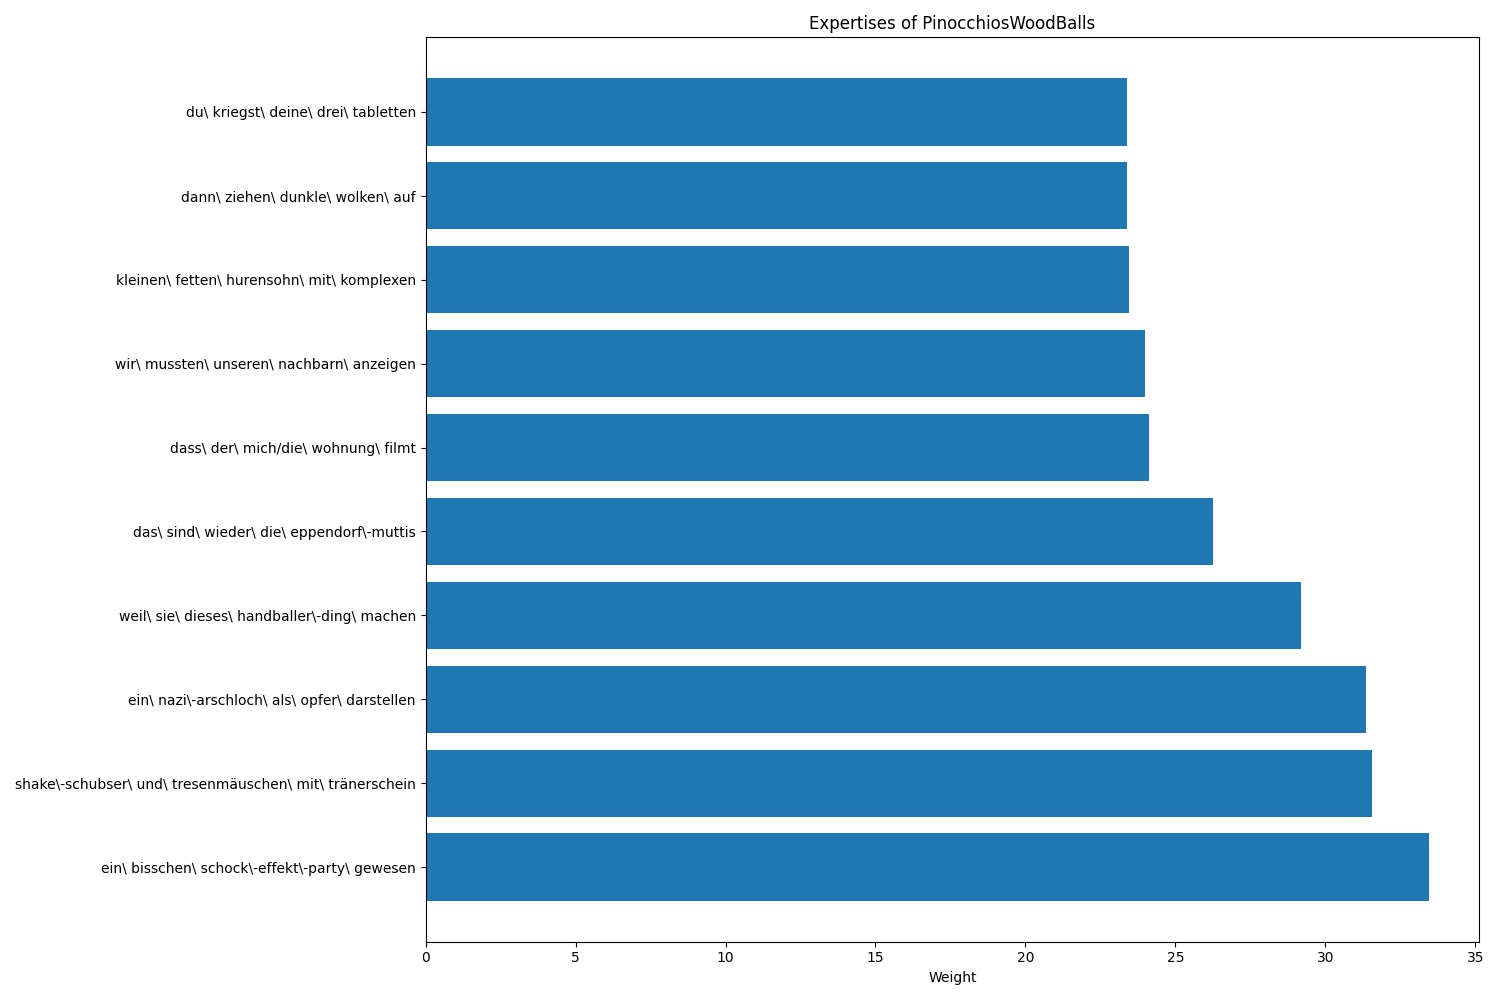 Expertises of PinocchiosWoodBalls
du\ kriegst\ deine\ drei\ tabletten
dann\ ziehen\ dunkle\ wolken\ auf
kleinen\ fetten\ hurensohn\ mit\ komplexen
wir\ mussten\ unseren\ nachbarn\ anzeigen
dass\ der\ mich/die\ wohnung\ filmt
das\ sind\ wieder\ die\ eppendorf\-muttis
weil\ sie\ dieses\ handballer\-ding\ machen
ein\ nazi\-arschloch\ als\ opfer\ darstellen
shake\-schubser\ und\ tresenmäuschen\ mit\ tränerschein
ein\ bisschen\ schock\-effekt\-party\ gewesen
0 5 10 15 20 25 30 35
Weight